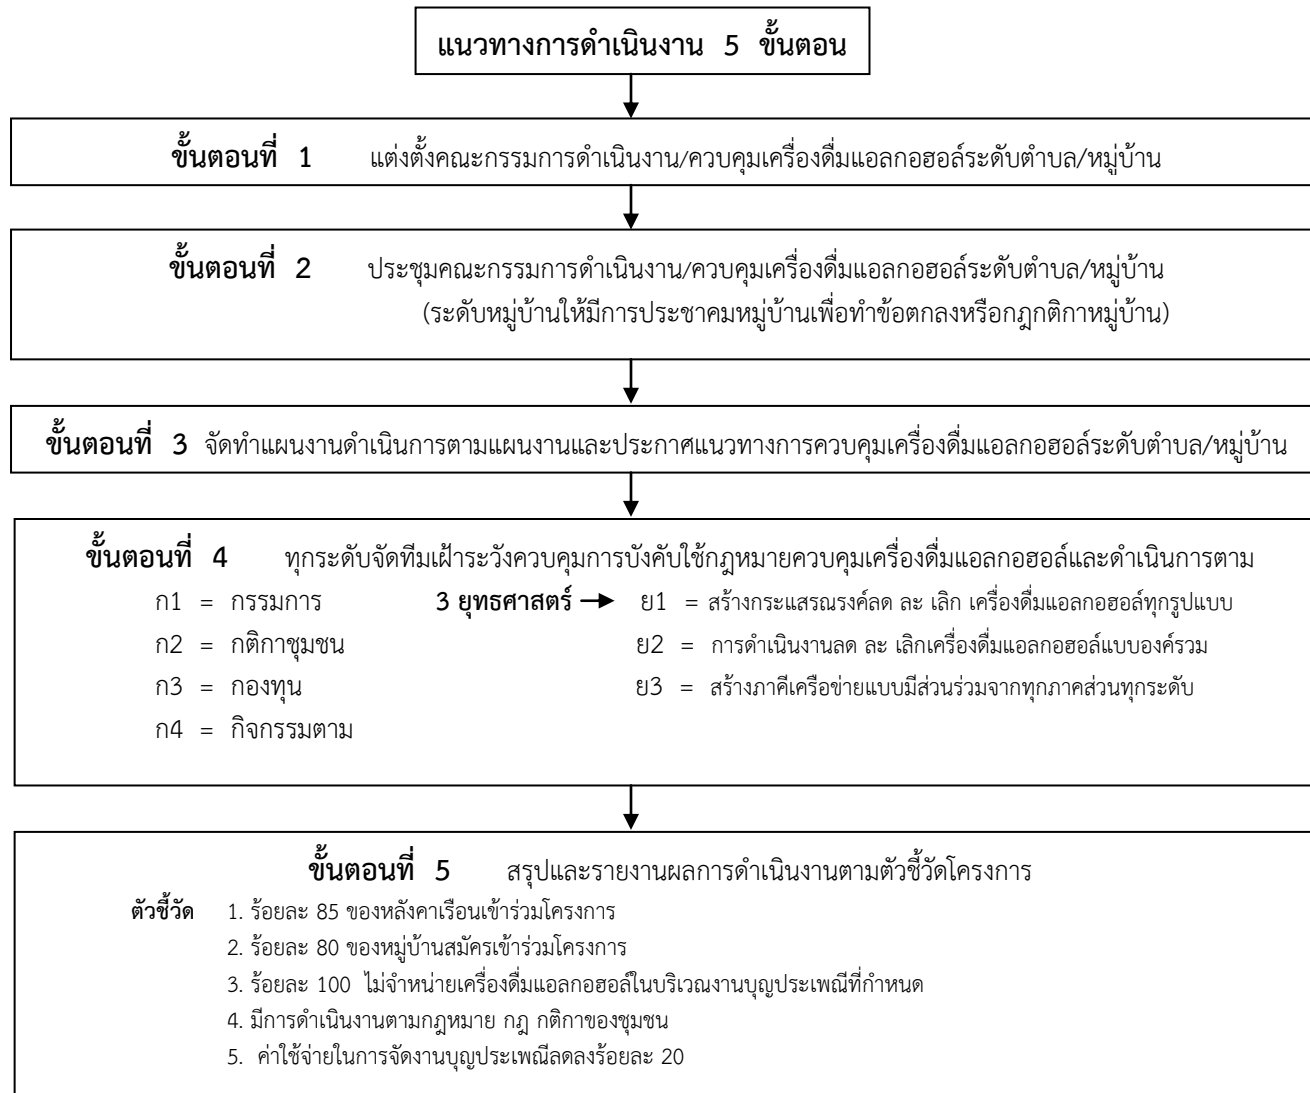 แนวทางการดำเนินงาน 5 ขั้นตอน
ขั้นตอนที่ 1 แต่งตั้งคณะกรรมการดำเนินงาน/ควบคุมเครื่องดื่มแอลกอฮอล์ระดับตำบล/หมู่บ้าน
ขั้นตอนที่ 2 ประชุมคณะกรรมการดำเนินงาน/ควบคุมเครื่องดื่มแอลกอฮอล์ระดับตำบล/หมู่บ้าน
(ระดับหมู่บ้านให้มีการประชาคมหมู่บ้านเพื่อทำข้อตกลงหรือกฎกติกาหมู่บ้าน)
ขั้นตอนที่ 3 จัดทำแผนงานดำเนินการตามแผนงานและประกาศแนวทางการควบคุมเครื่องดื่มแอลกอฮอล์ระดับตำบล/หมู่บ้าน
ขั้นตอนที่ 4 ทุกระดับจัดทีมเฝ้าระวังควบคุมการบังคับใช้กฎหมายควบคุมเครื่องดื่มแอลกอฮอล์และดำเนินการตาม
ก1 = กรรมการ 3 ยุทธศาสตร์ → ย1 = สร้างกระแสรณรงค์ลด ละ เลิก เครื่องดื่มแอลกอฮอล์ทุกรูปแบบ
ก2 = กติกาชุมชน ย2 = การดำเนินงานลด ละ เลิกเครื่องดื่มแอลกอฮอล์แบบองค์รวม
ก3 = กองทุน ย3 = สร้างภาคีเครือข่ายแบบมีส่วนร่วมจากทุกภาคส่วนทุกระดับ
ก4 = กิจกรรมตาม
ขั้นตอนที่ 5 สรุปและรายงานผลการดำเนินงานตามตัวชี้วัดโครงการ
ตัวชี้วัด 1. ร้อยละ 85 ของหลังคาเรือนเข้าร่วมโครงการ
2. ร้อยละ 80 ของหมู่บ้านสมัครเข้าร่วมโครงการ
3. ร้อยละ 100 ไม่จำหน่ายเครื่องดื่มแอลกอฮอล์ในบริเวณงานบุญประเพณีที่กำหนด
4. มีการดำเนินงานตามกฎหมาย กฎ กติกาของชุมชน
5. ค่าใช้จ่ายในการจัดงานบุญประเพณีลดลงร้อยละ 20